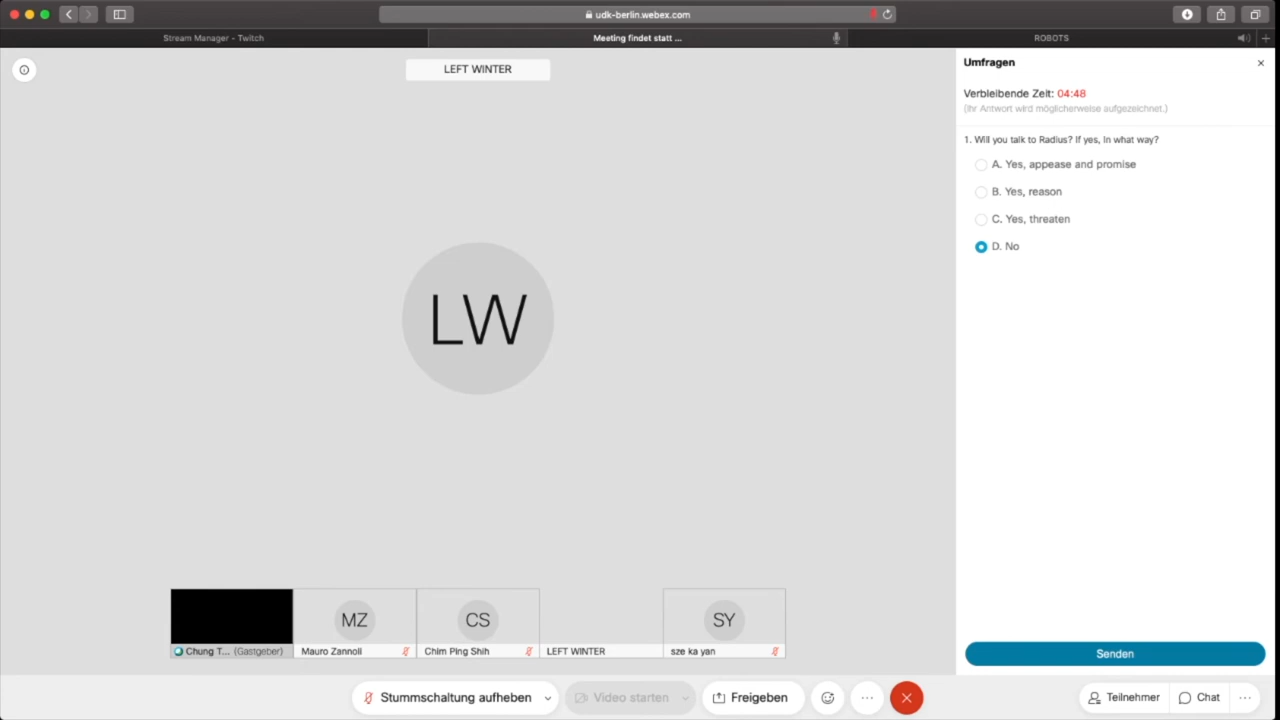 udk-berlin.webex.com
Stream Manager - Twitch
Meeting findet statt ...
ROBOTS
LEFT WINTER
Umfragen
Verbleibende Zeit: 04:48
(Ihr Antwort wird möglicherweise aufgezeichnet.)
1. Will you talk to Radius? If yes, in what way?
A. Yes, appease and promise
B. Yes, reason
C. Yes, threaten
D. No
LW
MZ
CS
SY
Chung T... (Gastgeber)
Mauro Zannoli
Chim Ping Shih
LEFT WINTER
sze ka yan
Senden
Stummschaltung aufheben
Video starten
Freigeben
Teilnehmer
Chat